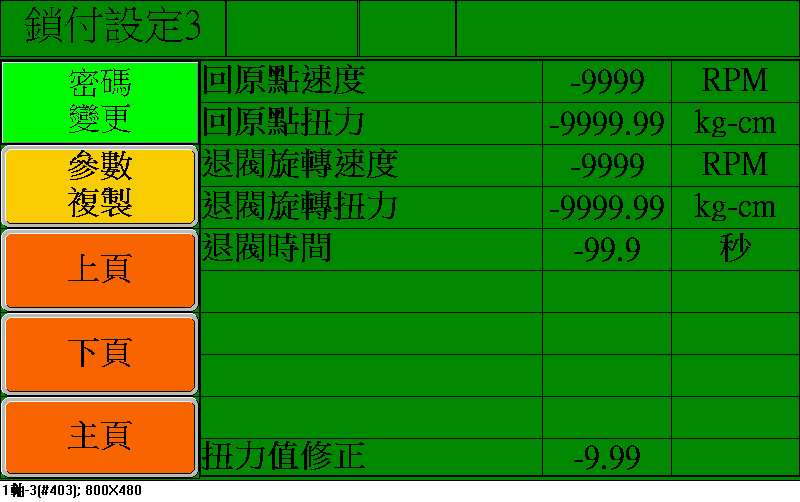 鎖付設定3
密碼
變更
回原點速度 -9999 RPM
回原點扭力 -9999.99 kg-cm
參數
複製
退閥旋轉速度 -9999 RPM
退閥旋轉扭力 -9999.99 kg-cm
上頁
退閥時間 -99.9 秒
下頁
主頁
扭力值修正 -9.99
1軸-3(#403); 800X480